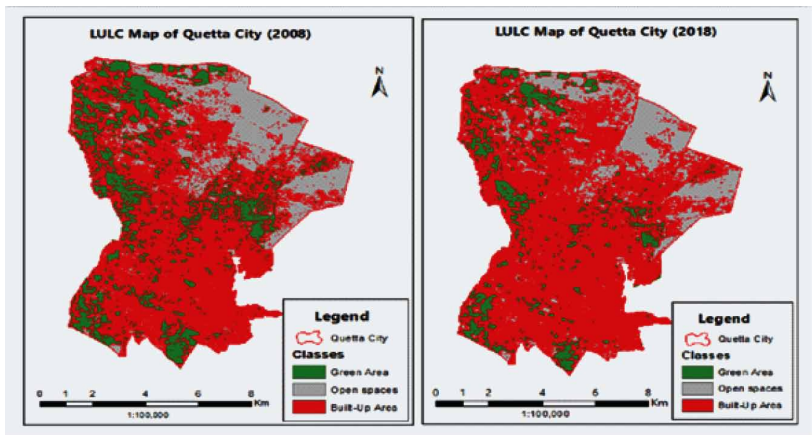 LULC Map of Quetta City (2008)
N
Legend
Quetta City
Classes
Green Area
Open spaces
Built-Up Area
0 2 4 6 8
Km
1:100,000
LULC Map of Quetta City (2018)
N
Legend
Quetta City
Classes
Green Area
Open spaces
Built-Up Area
0 2 4 6 8
Km
1:100,000